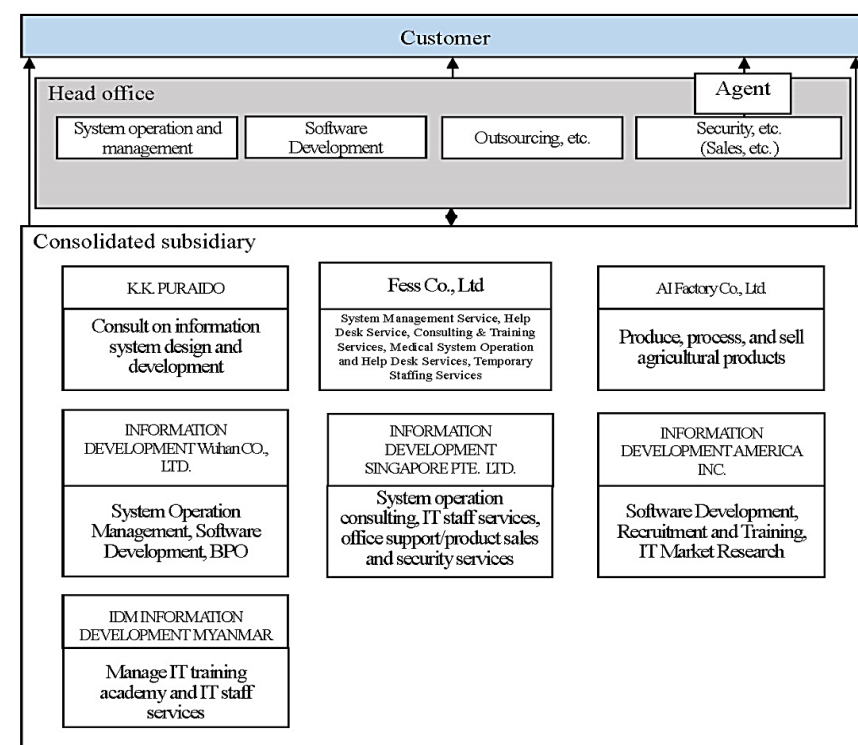 Customer
Head office
Agent
System operation and
management
Software
Development
Outsourcing, etc.
Security, etc.
(Sales, etc.)
Consolidated subsidiary
K.K. PURAIDO
Consult on information
system design and
development
Fess Co., Ltd
System Management Service, Help
Desk Service, Consulting & Training
Services, Medical System Operation
and Help Desk Services, Temporary
Staffing Services
AI Factory Co., Ltd
Produce, process, and sell
agricultural products
INFORMATION
DEVELOPMENT Wuhan CO.,
LTD.
System Operation
Management, Software
Development, BPO
INFORMATION
DEVELOPMENT
SINGAPORE PTE. LTD.
System operation
consulting, IT staff services,
office support/product sales
and security services
INFORMATION
DEVELOPMENT AMERICA
INC.
Software Development,
Recruitment and Training,
IT Market Research
IDM INFORMATION
DEVELOPMENT MYANMAR
Manage IT training
academy and IT staff
services